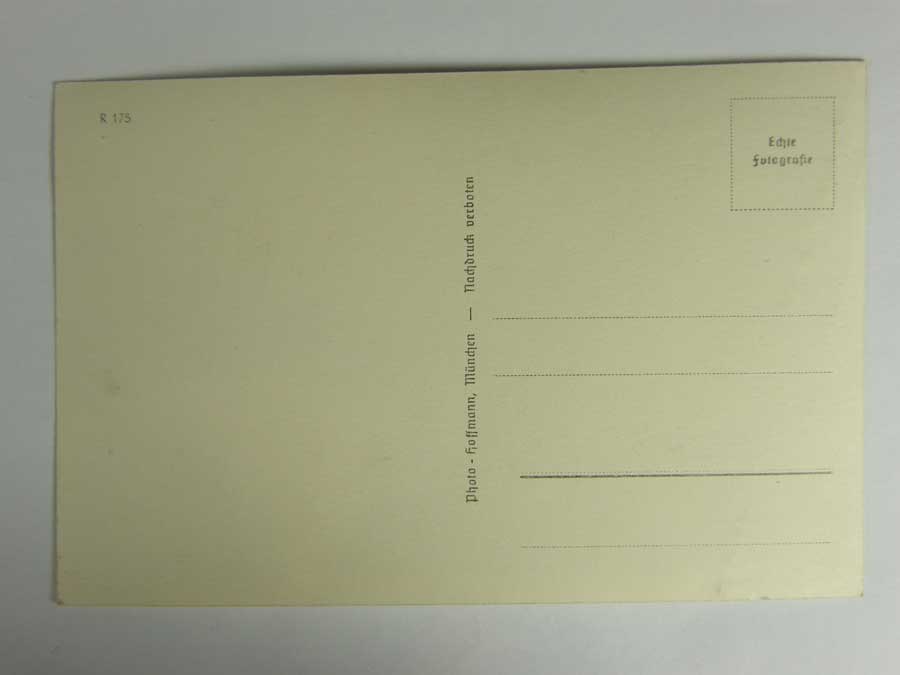 R 175
Echte
Fotografie
Photo - Hoffmann, München — Nachdruck verboten